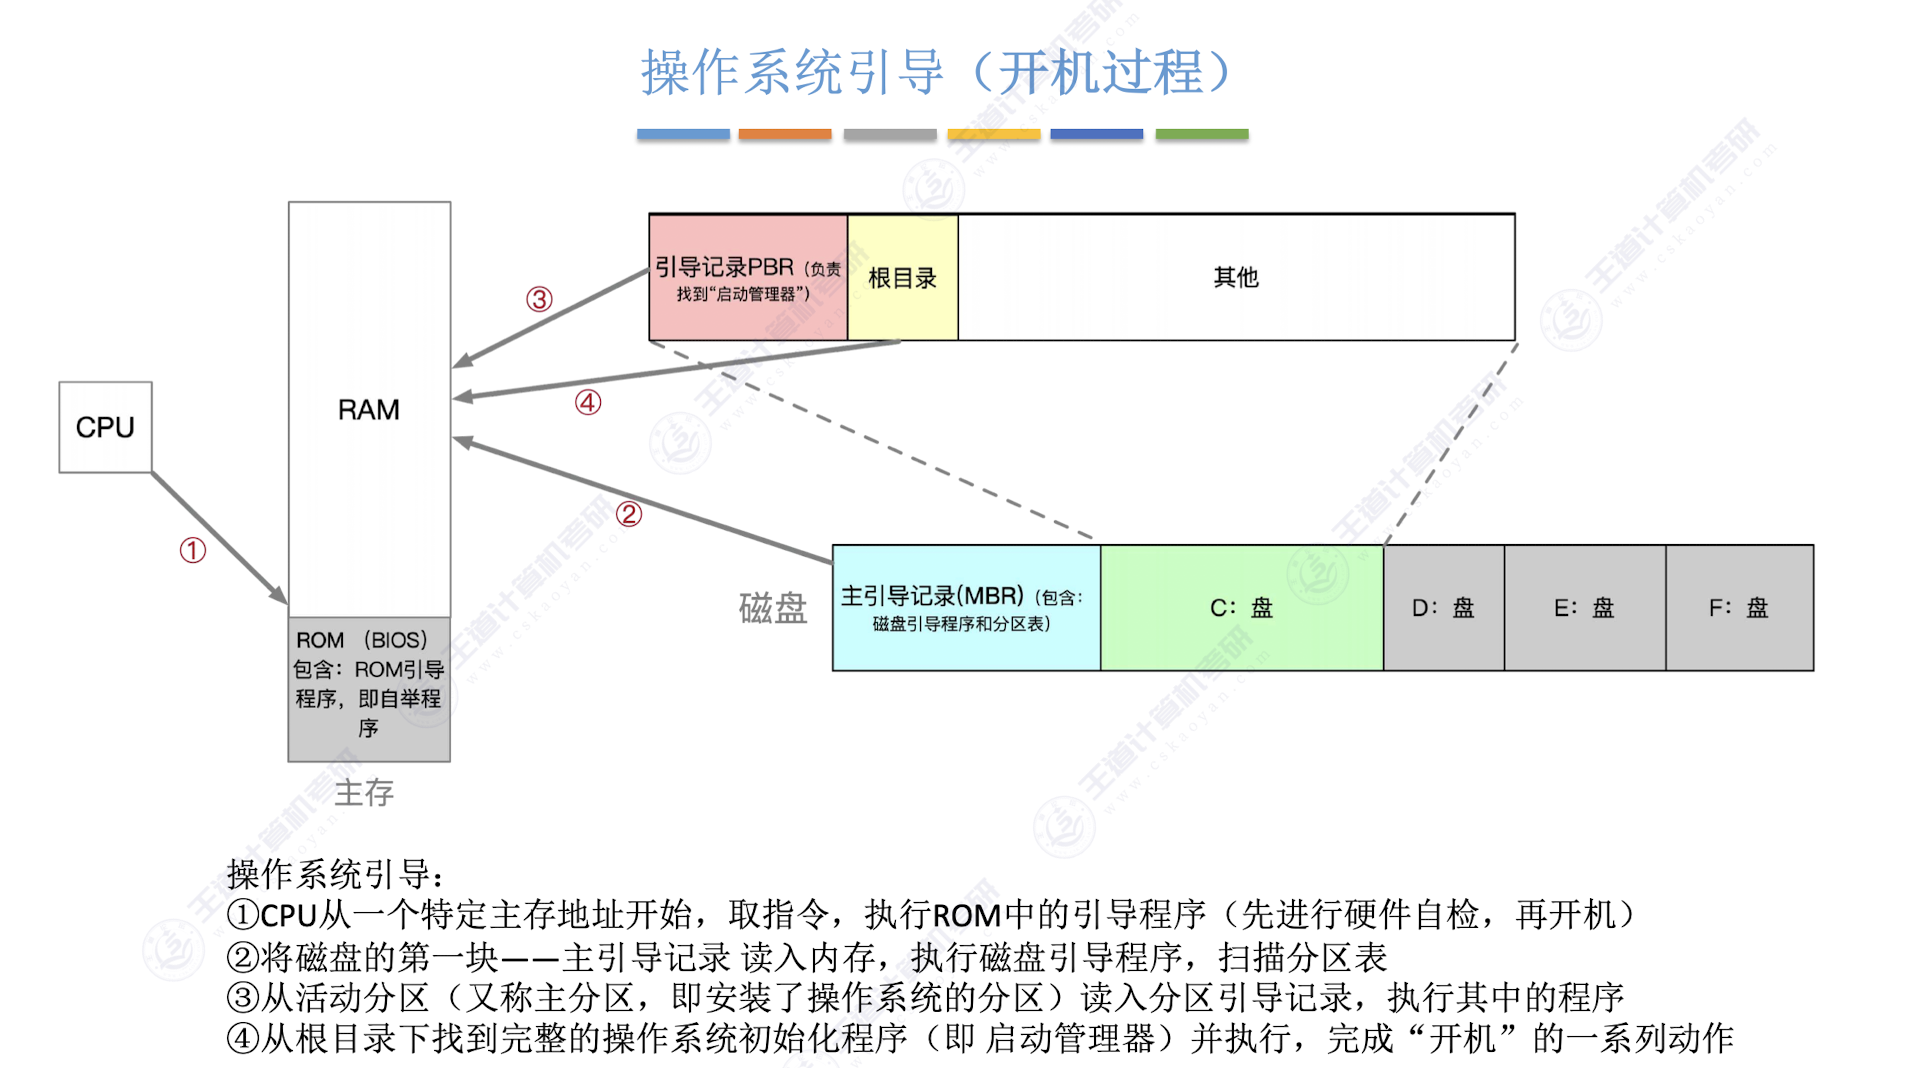 操作系统引导（开机过程）
引导记录PBR（负责
找到“启动管理器”）
根目录
其他
③
④
RAM
CPU
②
①
磁盘
主引导记录(MBR)（包含：
磁盘引导程序和分区表）
C：盘
D：盘
E：盘
F：盘
ROM （BIOS）
包含：ROM引导
程序，即自举程
序
主存
操作系统引导：
①CPU从一个特定主存地址开始，取指令，执行ROM中的引导程序（先进行硬件自检，再开机）
②将磁盘的第一块——主引导记录 读入内存，执行磁盘引导程序，扫描分区表
③从活动分区（又称主分区，即安装了操作系统的分区）读入分区引导记录，执行其中的程序
④从根目录下找到完整的操作系统初始化程序（即 启动管理器）并执行，完成“开机”的一系列动作
王道计算机考研
www.cskaoyan.com